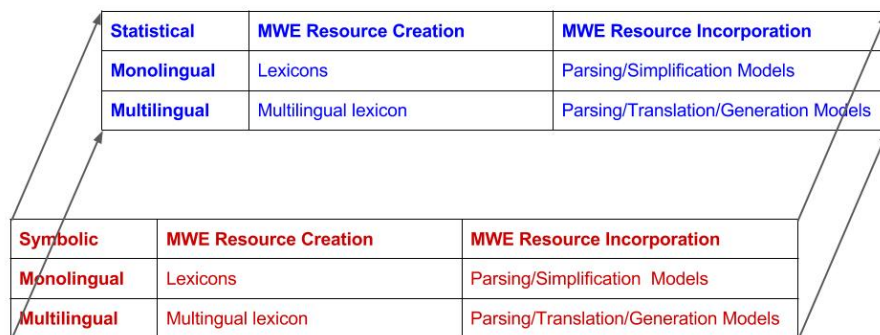 Statistical MWE Resource Creation MWE Resource Incorporation
Monolingual Lexicons Parsing/Simplification Models
Multilingual Multilingual lexicon Parsing/Translation/Generation Models
Symbolic MWE Resource Creation MWE Resource Incorporation
Monolingual Lexicons Parsing/Simplification Models
Multilingual Multingual lexicon Parsing/Translation/Generation Models